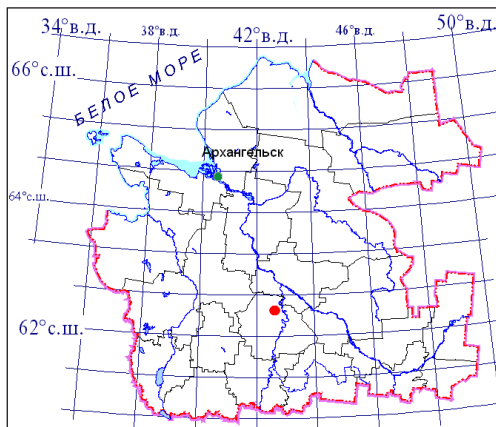 34°в.д.
38°в.д.
42°в.д.
46°в.д.
50°в.д.
66°с.ш.
БЕЛОЕ МОРЕ
Архангельск
64°с.ш.
62°с.ш.